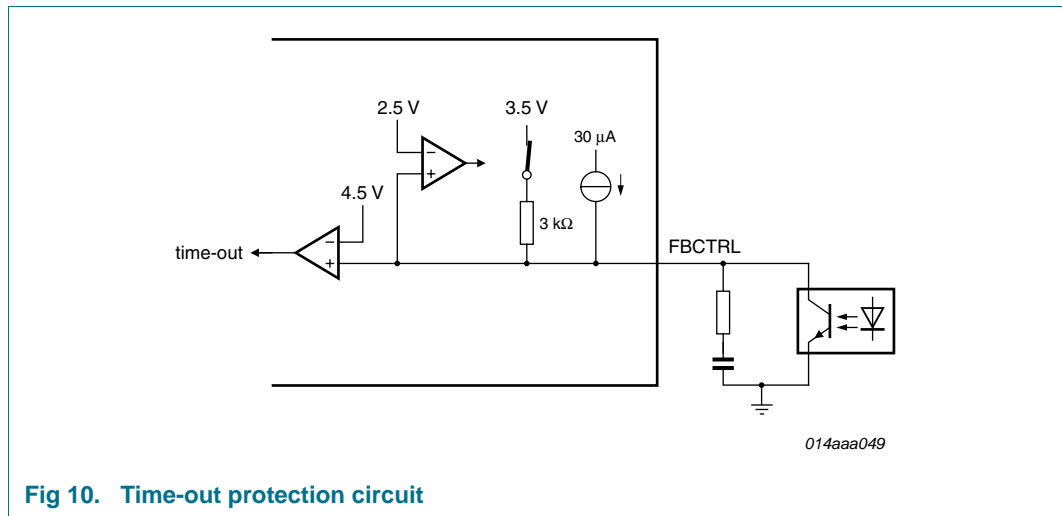 2.5 V
3.5 V
30 μA
−
+
4.5 V
3 kΩ
time-out
−
+
FBCTRL
014aaa049
Fig 10. Time-out protection circuit